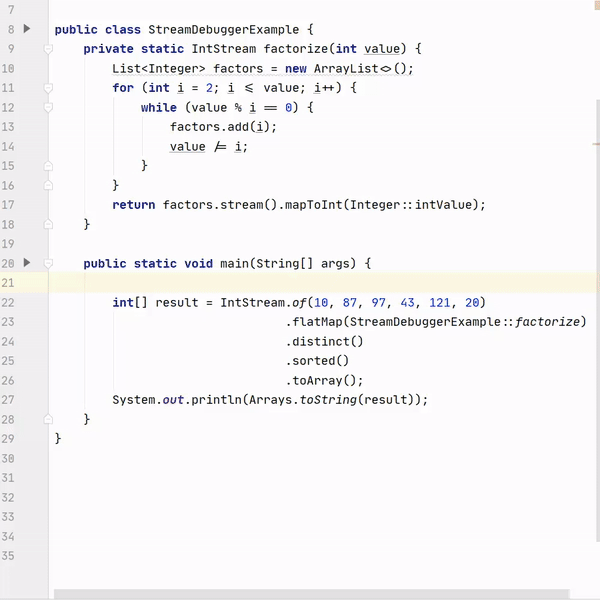 7
8 public class StreamDebuggerExample {
9 private static IntStream factorize(int value) {
10 List<Integer> factors = new ArrayList<>();
11 for (int i = 2; i <= value; i++) {
12 while (value % i == 0) {
13 factors.add(i);
14 value /= i;
15 }
16 }
17 return factors.stream().mapToInt(Integer::intValue);
18 }
19
20 public static void main(String[] args) {
21
22 int[] result = IntStream.of(10, 87, 97, 43, 121, 20)
23 .flatMap(StreamDebuggerExample::factorize)
24 .distinct()
25 .sorted()
26 .toArray();
27 System.out.println(Arrays.toString(result));
28 }
29 }
30
31
32
33
34
35